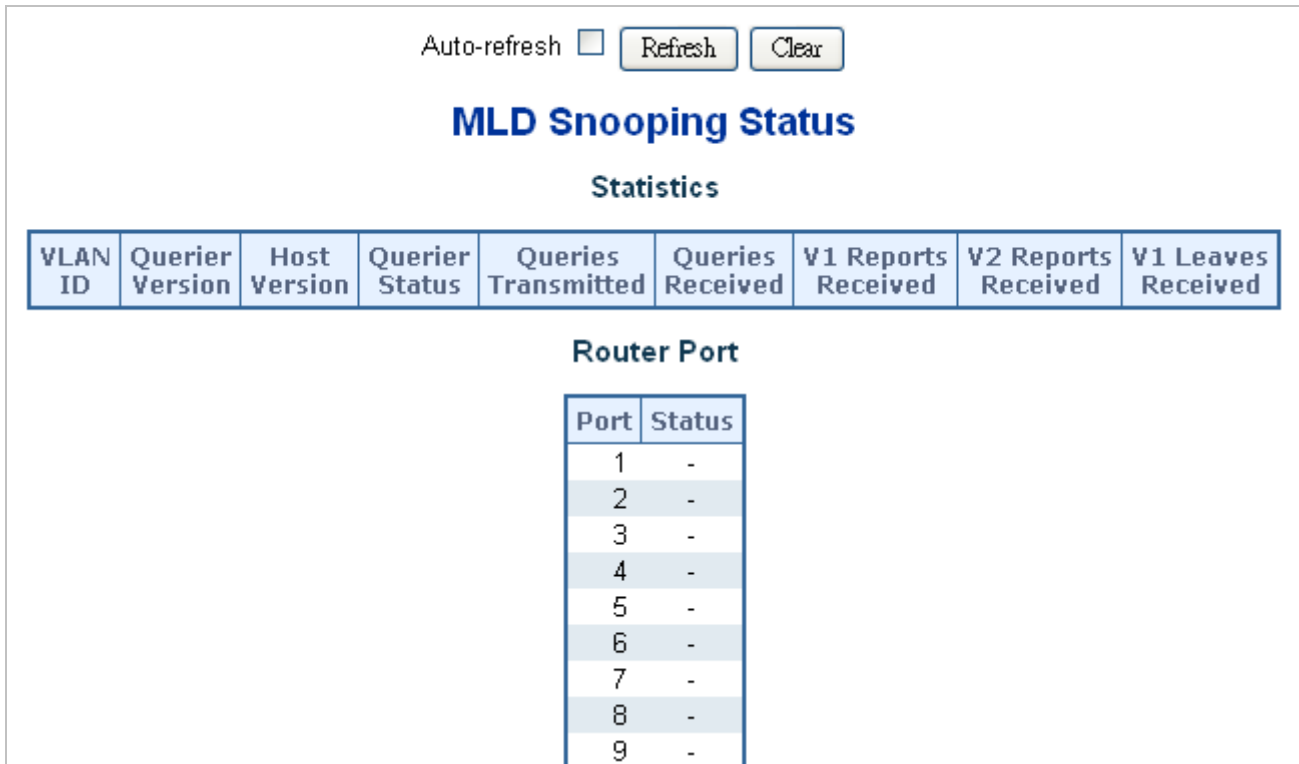 Auto-refresh Refresh Clear
MLD Snooping Status
Statistics
VLAN ID Querier Version Host Version Querier Status Queries Transmitted Queries Received V1 Reports Received V2 Reports Received V1 Leaves Received
Router Port
Port Status
1 -
2 -
3 -
4 -
5 -
6 -
7 -
8 -
9 -